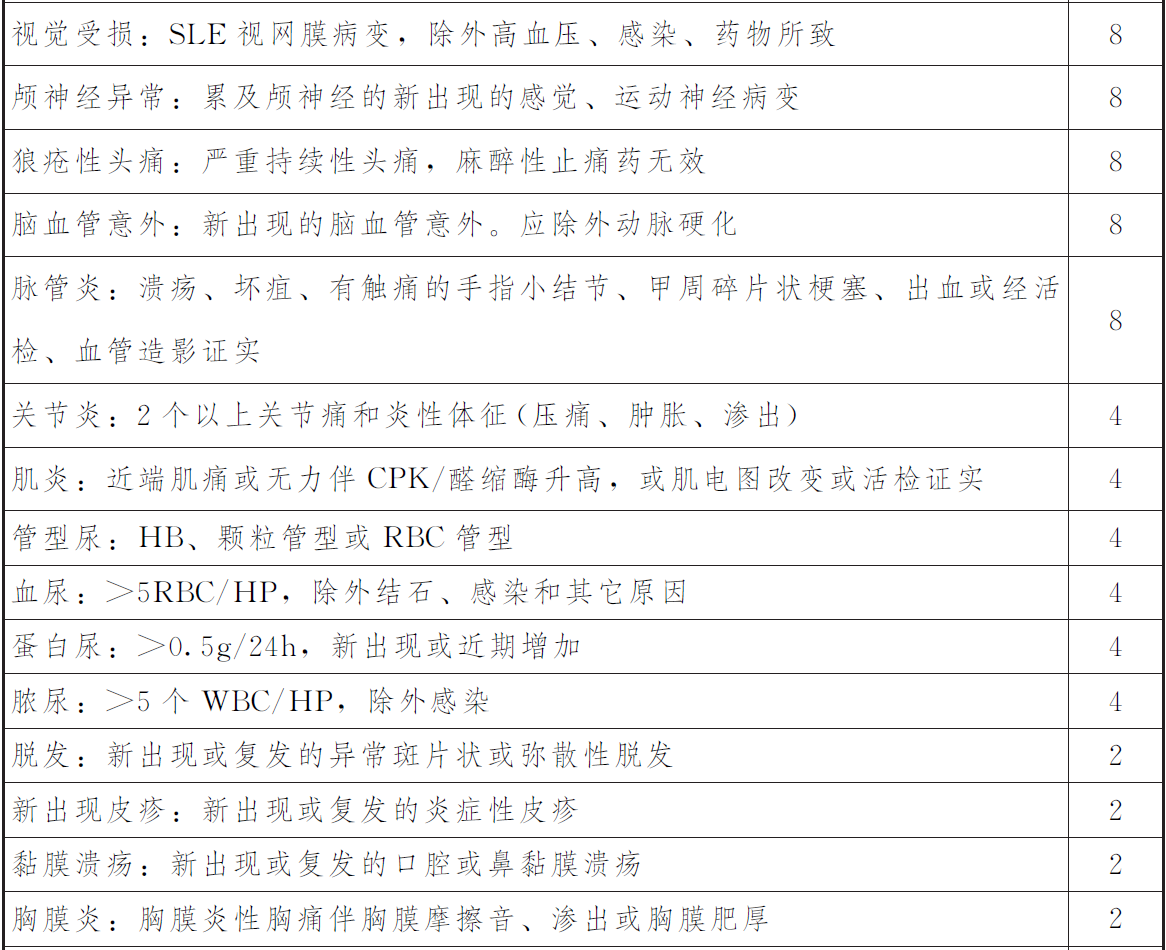 视觉受损：SLE 视网膜病变，除外高血压、感染、药物所致 8
颅神经异常：累及颅神经的新出现的感觉、运动神经病变 8
狼疮性头痛：严重持续性头痛，麻醉性止痛药无效 8
脑血管意外：新出现的脑血管意外。应除外动脉硬化 8
脉管炎：溃疡、坏疽、有触痛的手指小结节、甲周碎片状梗塞、出血或经活
检、血管造影证实 8
关节炎：2 个以上关节痛和炎性体征（压痛、肿胀、渗出） 4
肌炎：近端肌痛或无力伴 CPK/醛缩酶升高，或肌电图改变或活检证实 4
管型尿：HB、颗粒管型或 RBC 管型 4
血尿：>5RBC/HP，除外结石、感染和其它原因 4
蛋白尿：>0.5g/24h，新出现或近期增加 4
脓尿：>5 个 WBC/HP，除外感染 4
脱发：新出现或复发的异常斑片状或弥散性脱发 2
新出现皮疹：新出现或复发的炎症性皮疹 2
黏膜溃疡：新出现或复发的口腔或鼻黏膜溃疡 2
胸膜炎：胸膜炎性胸痛伴胸膜摩擦音、渗出或胸膜肥厚 2